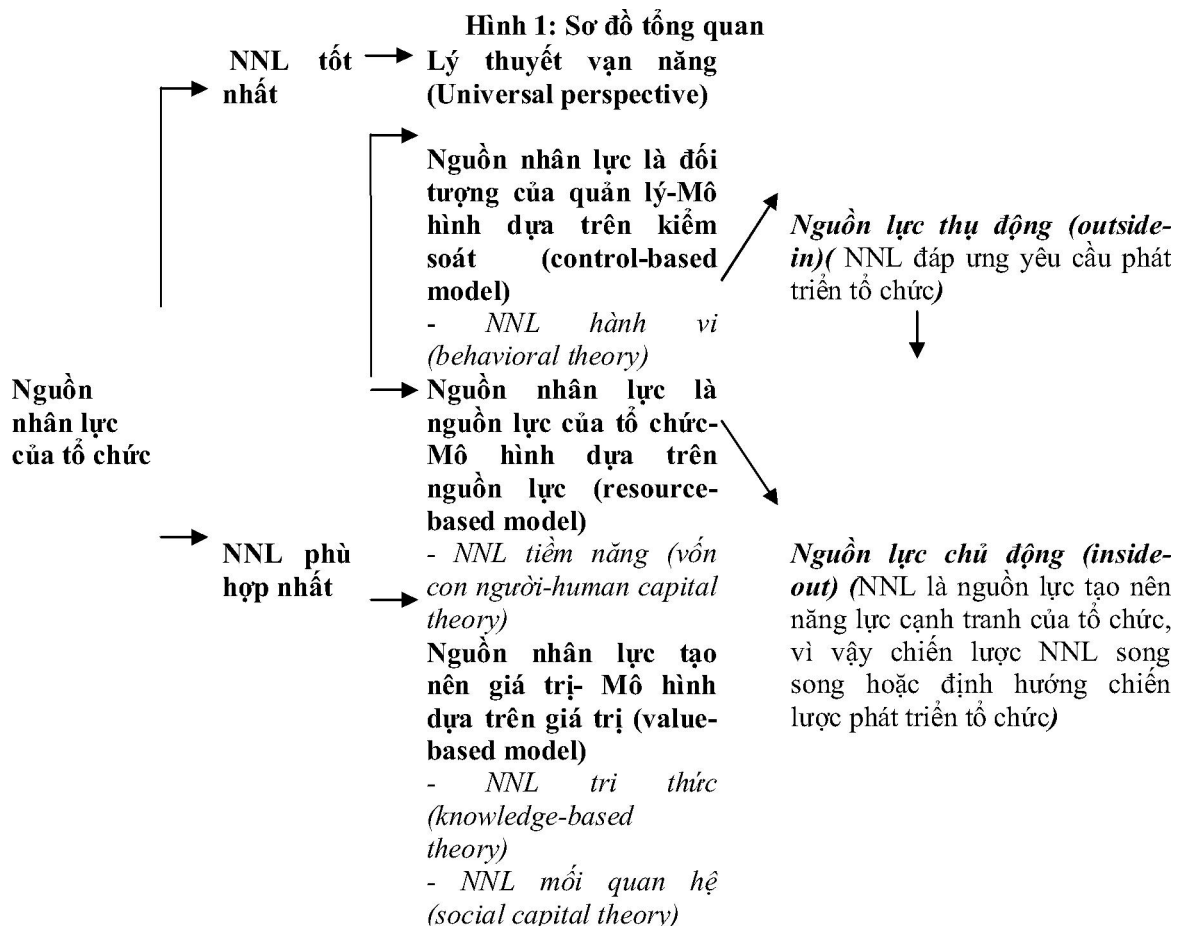 Hình 1: Sơ đồ tổng quan
NNL tốt
nhất
Lý thuyết vạn năng
(Universal perspective)
Nguồn nhân lực là đối
tượng của quản lý-Mô
hình dựa trên kiểm
soát (control-based
model)
- NNL hành vi
(behavioral theory)
Nguồn lực thụ động (outside-
in)( NNL đáp ưng yêu cầu phát
triển tổ chức)
Nguồn
nhân lực
của tổ chức
Nguồn nhân lực là
nguồn lực của tổ chức-
Mô hình dựa trên
nguồn lực (resource-
based model)
- NNL tiềm năng (vốn
con người-human capital
theory)
NNL phù
hợp nhất
Nguồn lực chủ động (inside-
out) (NNL là nguồn lực tạo nên
năng lực cạnh tranh của tổ chức,
vì vậy chiến lược NNL song
song hoặc định hướng chiến
lược phát triển tổ chức)
Nguồn nhân lực tạo
nên giá trị- Mô hình
dựa trên giá trị (value-
based model)
- NNL tri thức
(knowledge-based
theory)
- NNL mối quan hệ
(social capital theory)